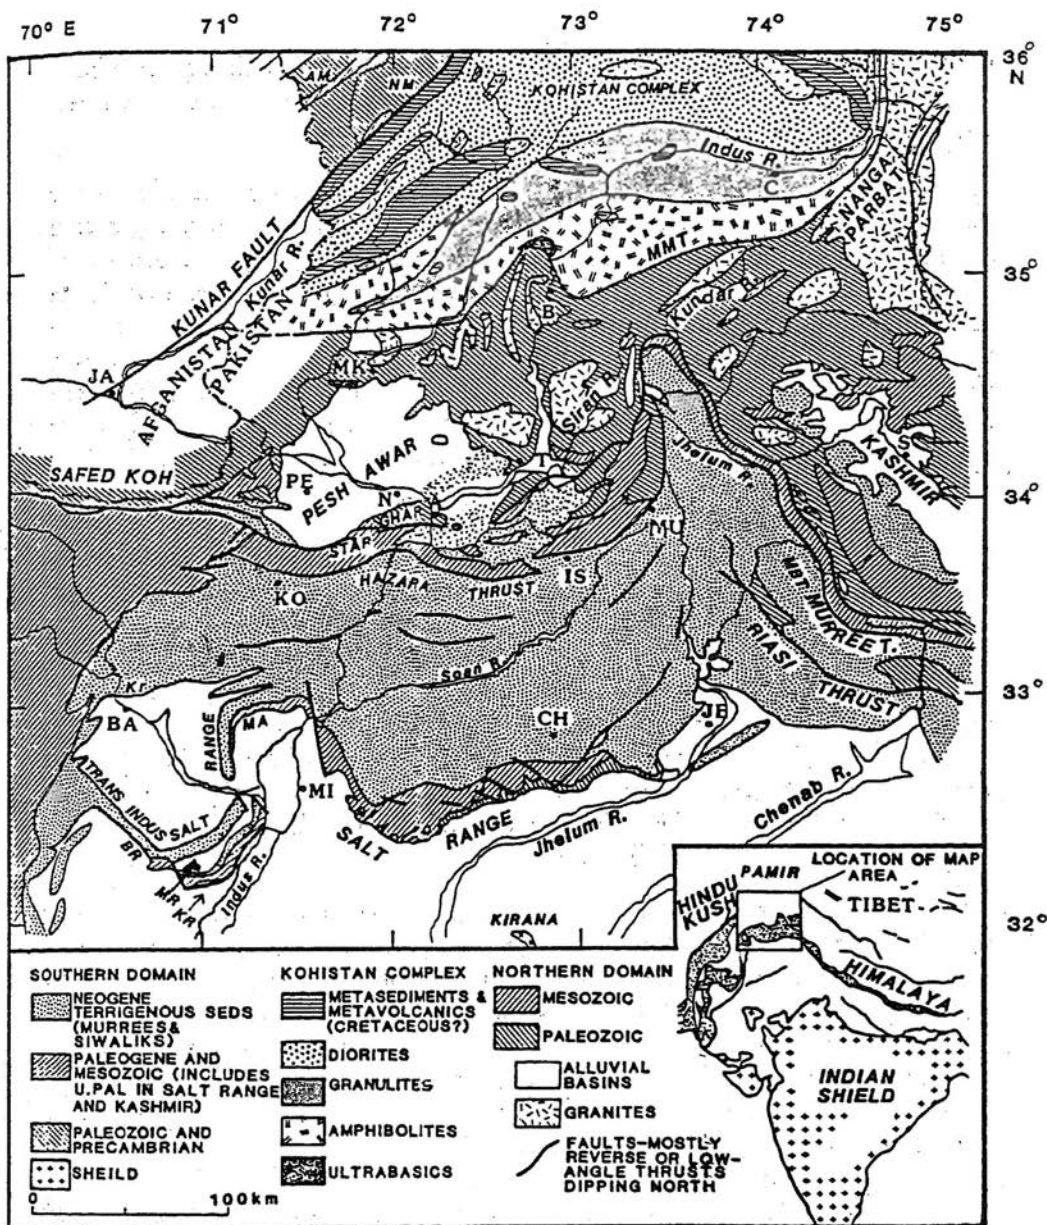 70° E
71°
72°
73°
74°
75°
36°
N
AM
NM
KOHISTAN COMPLEX
Indus R.
C
NANGA
PARBAT
KUNAR FAULT
Kunar R.
MMT
35°
AFGANISTAN
PAKISTAN
JA
MK
B
Kundar R.
Siren R.
SAFED KOH
PE
PESHAWAR
N
T
Jhelum R.
S
KASHMIR
34°
STAR GHAR
HAZARA THRUST
MU
KO
IS
MBT
MURREE T.
RIASI THRUST
Soan R.
33°
Kr
BA
RANGE
MA
CH
JE
TRANS INDUS SALT
MI
SALT RANGE
Jhelum R.
Chenab R.
BR
MR
KR
Indus R.
KIRANA
32°
PAMIR
LOCATION OF MAP
AREA
HINDU
KUSH
TIBET
HIMALAYA
INDIAN
SHIELD
SOUTHERN DOMAIN
NEOGENE
TERRIGENOUS SEDS
(MURREES&
SIWALIKS)
PALEOGENE AND
MESOZOIC (INCLUDES
U.PAL IN SALT RANGE
AND KASHMIR)
PALEOZOIC AND
PRECAMBRIAN
SHEILD
0 100km
KOHISTAN COMPLEX
METASEDIMENTS &
METAVOLCANICS
(CRETACEOUS?)
DIORITES
GRANULITES
AMPHIBOLITES
ULTRABASICS
NORTHERN DOMAIN
MESOZOIC
PALEOZOIC
ALLUVIAL
BASINS
GRANITES
FAULTS-MOSTLY
REVERSE OR LOW-
ANGLE THRUSTS
DIPPING NORTH